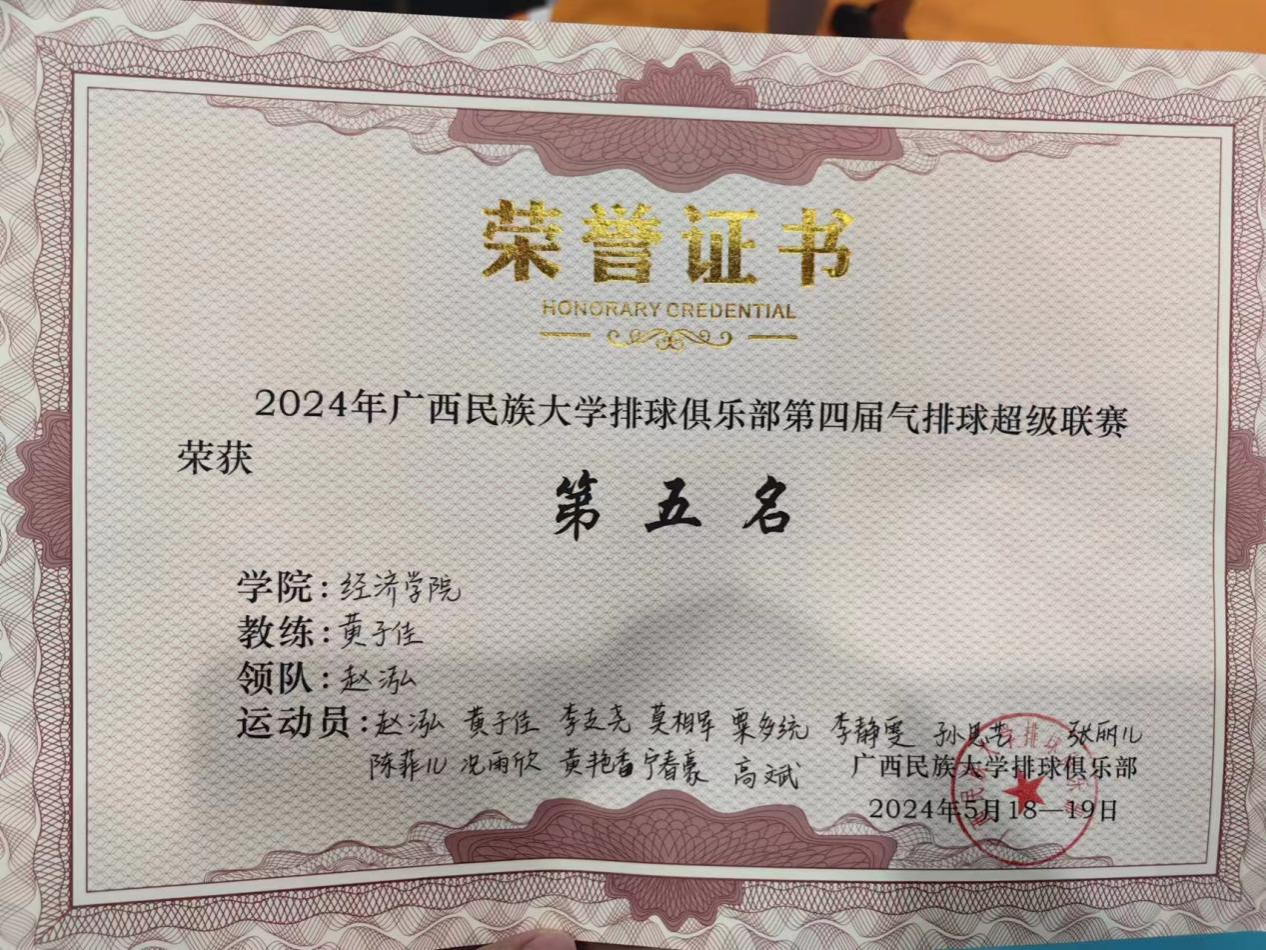 荣誉证书
HONORARY CREDENTIAL
2024年广西民族大学排球俱乐部第四届气排球超级联赛
荣获
第五名
学院：经济学院
教练：黄子佳
领队：赵泓
运动员：赵泓 黄子佳 李走尧 莫相军 粟多统 李静雯 孙思芸 张丽儿
陈菲儿 况雨欣 黄艳香 宁春豪 高斌
广西民族大学排球俱乐部
2024年5月18—19日